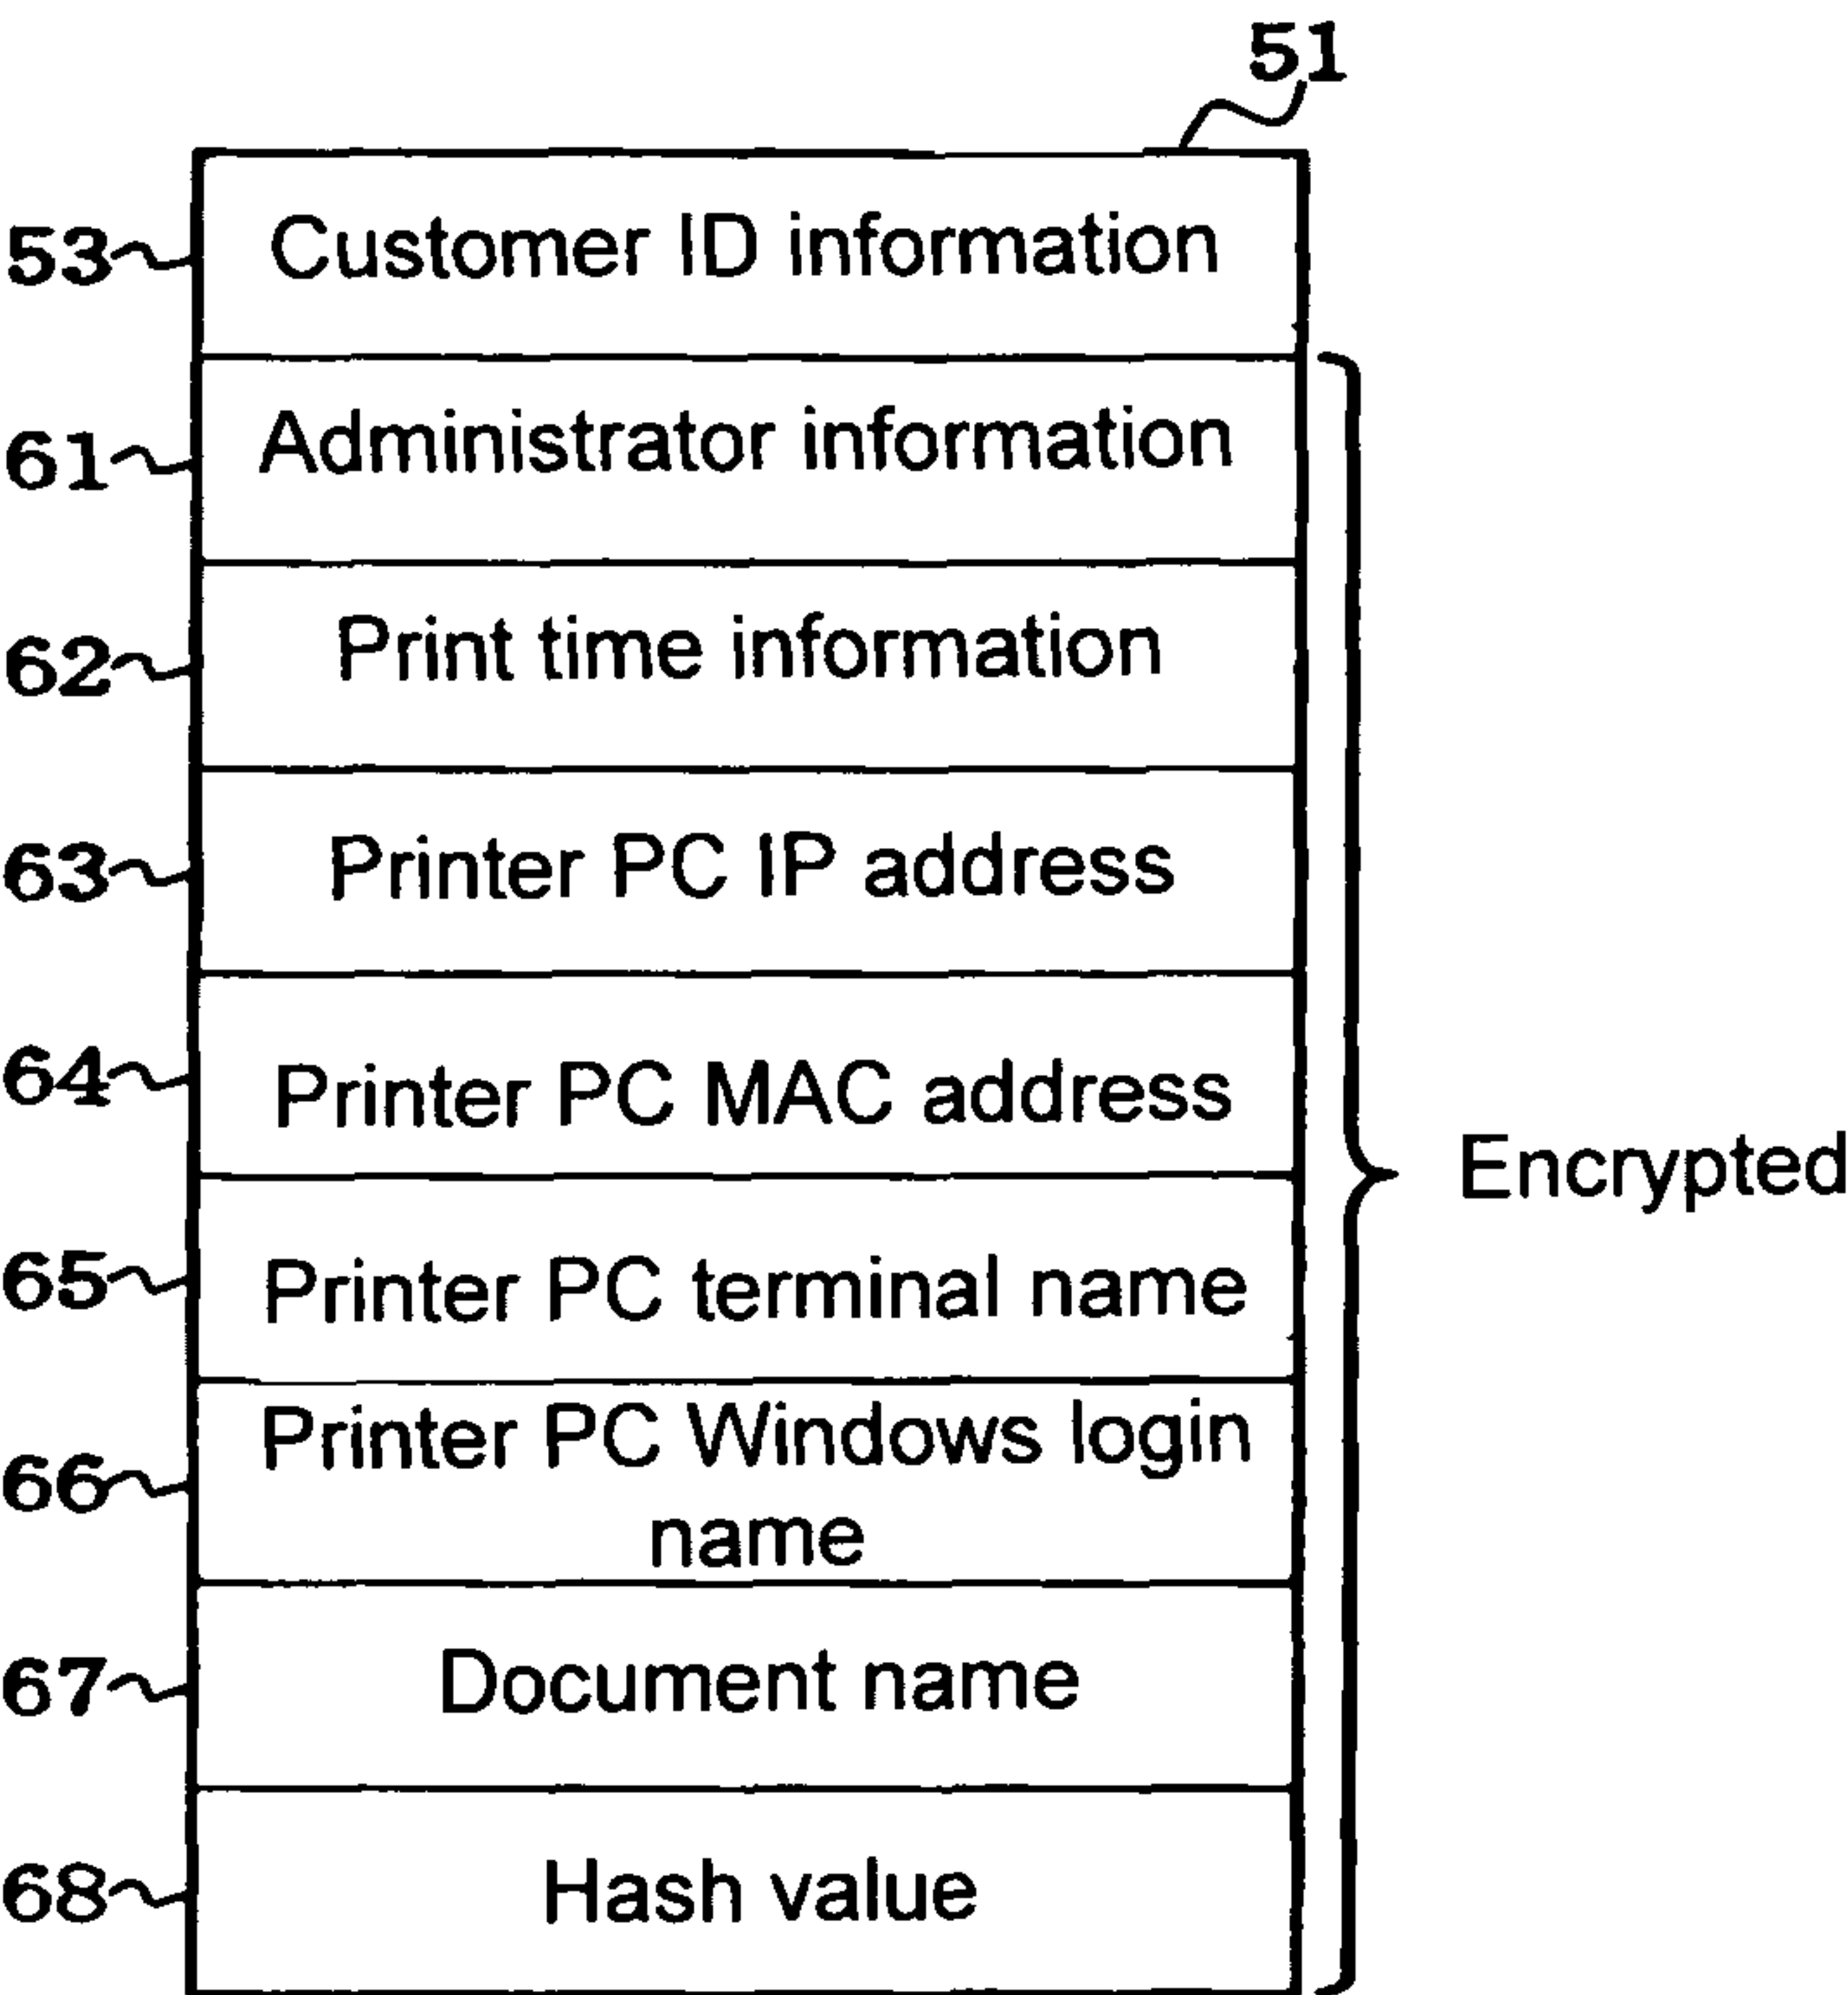 51
53 Customer ID information
61 Administrator information
62 Print time information
63 Printer PC IP address
64 Printer PC MAC address
Encrypted
65 Printer PC terminal name
66 Printer PC Windows login
name
67 Document name
68 Hash value